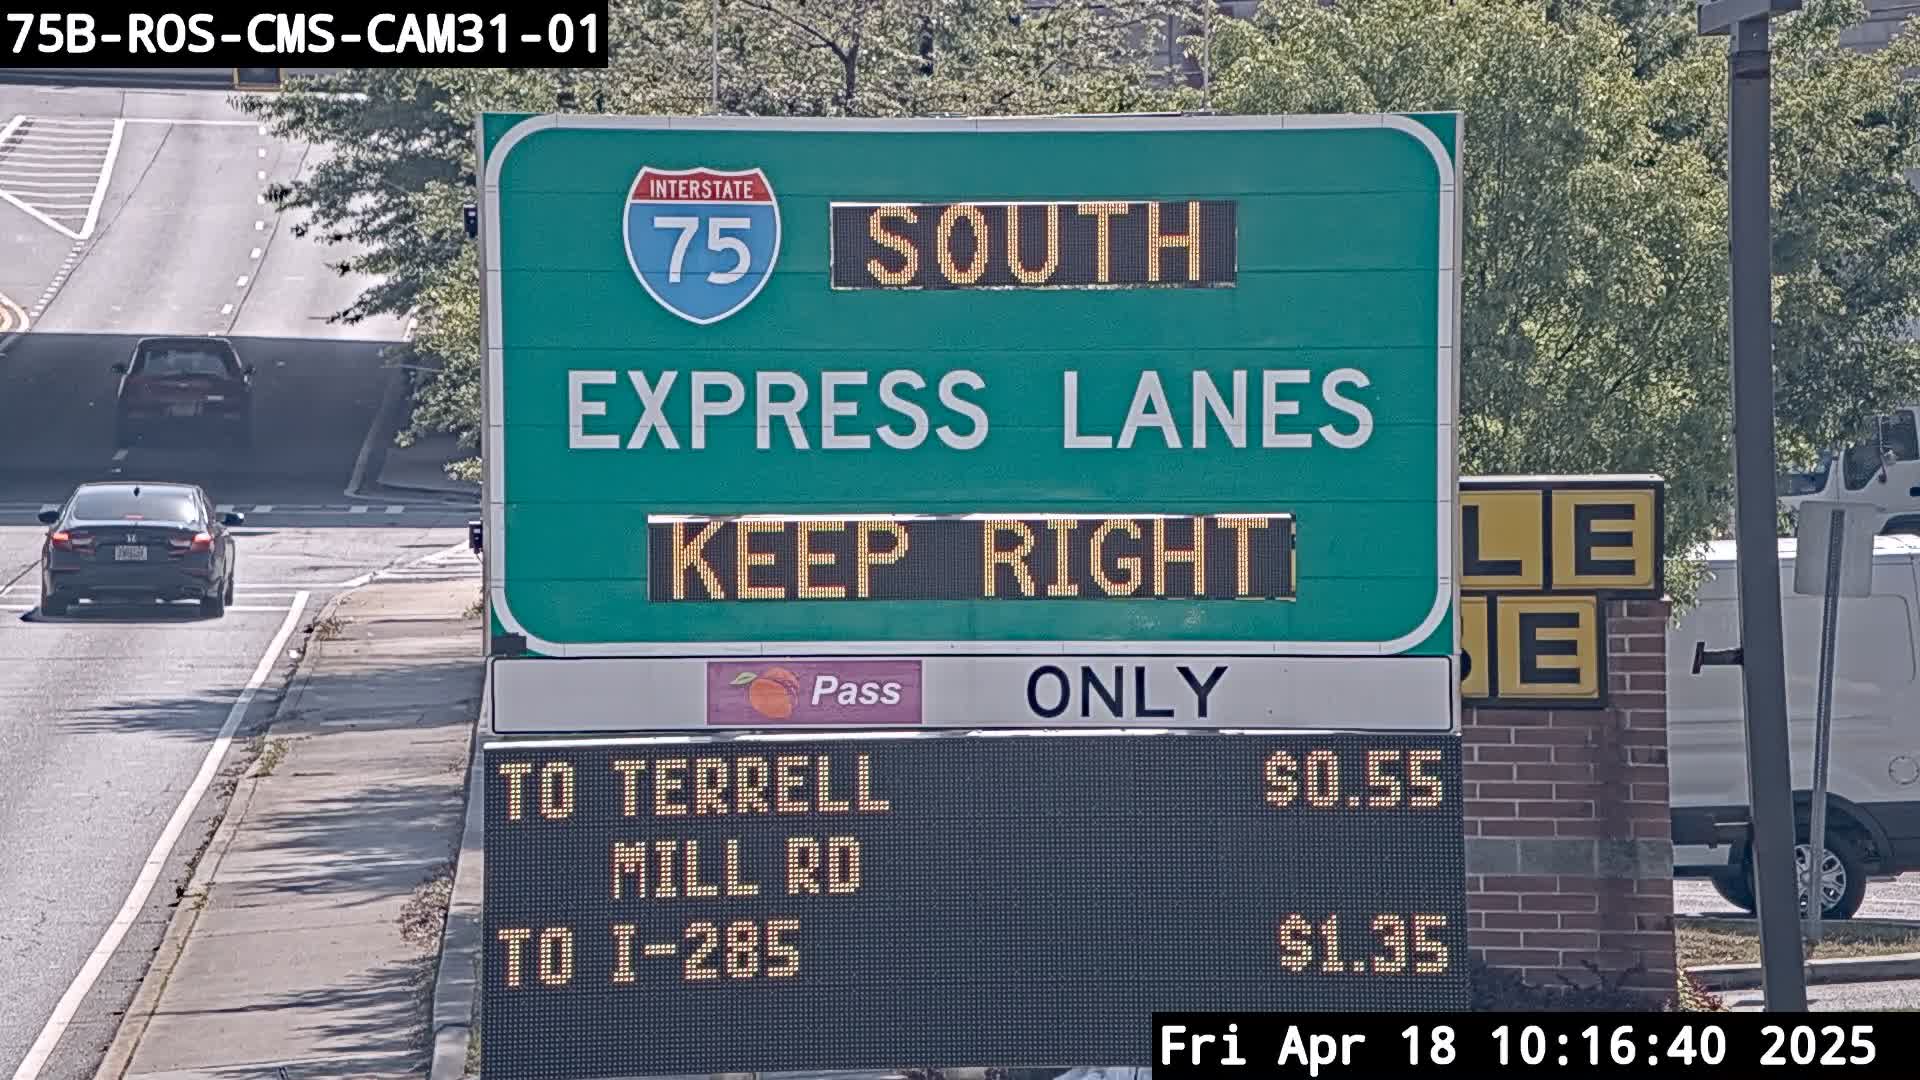 75B-ROS-CMS-CAM31-01
INTERSTATE
75
SOUTH
EXPRESS LANES
KEEP RIGHT
Pass ONLY
TO TERRELL $0.55
MILL RD
TO I-285 $1.35
LE
E
Fri Apr 18 10:16:40 2025